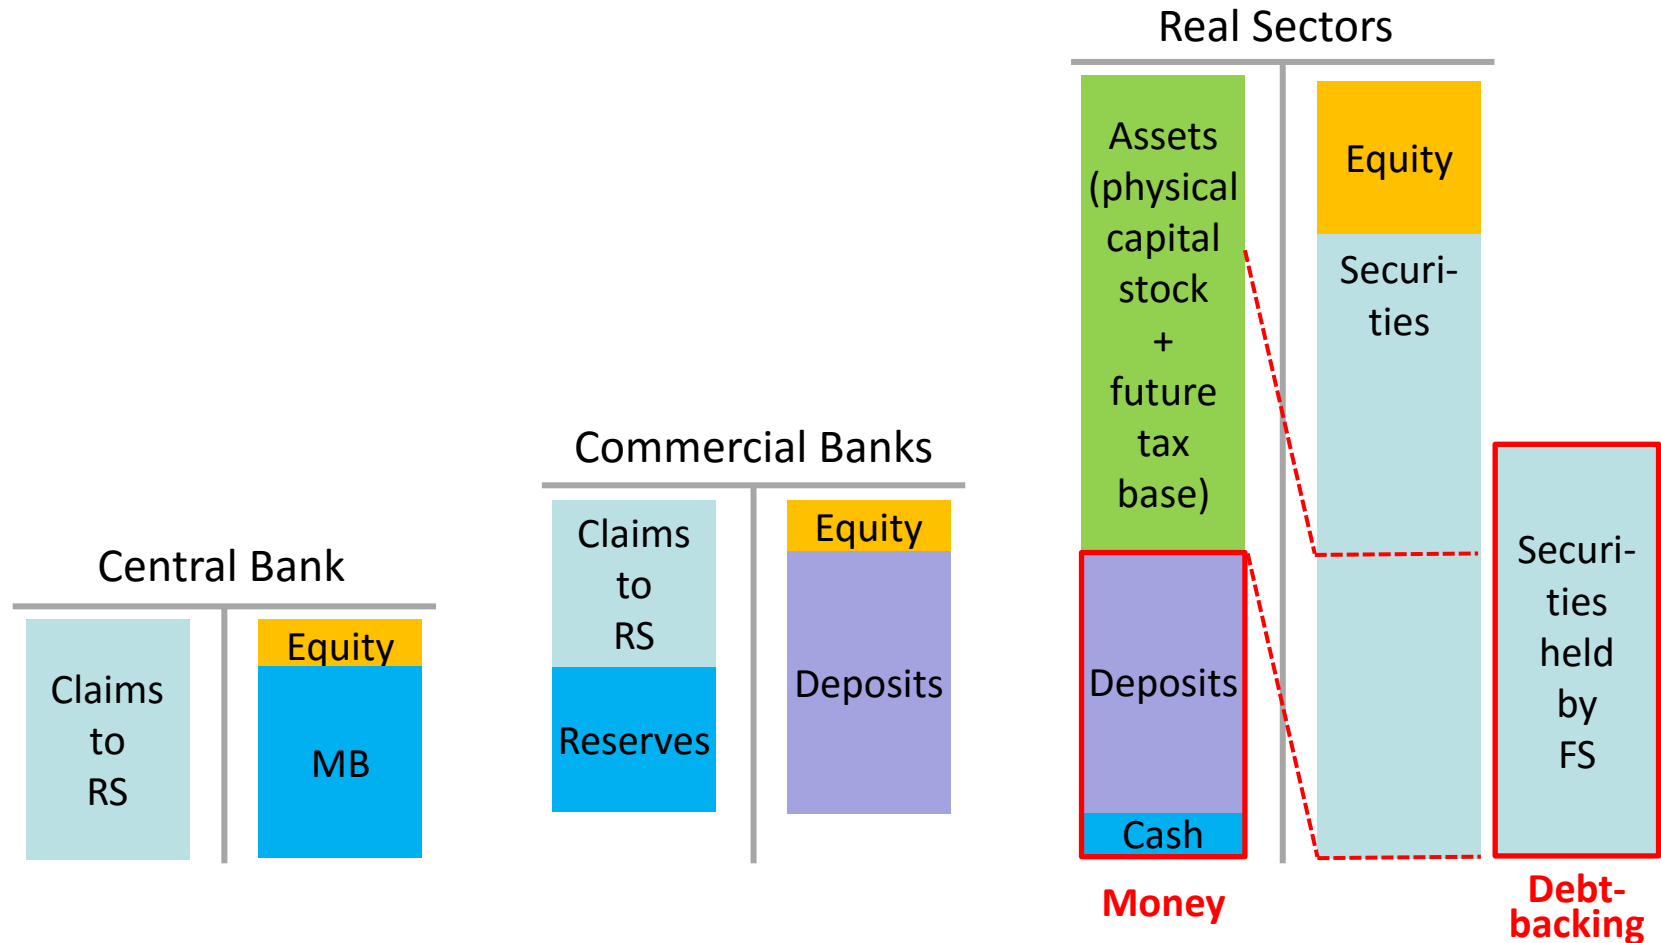 Central Bank
Claims
to
RS
Equity
MB
Commercial Banks
Claims
to
RS
Reserves
Equity
Deposits
Real Sectors
Assets
(physical
capital
stock
+
future
tax
base)
Deposits
Cash
Money
Equity
Securi-
ties
Securi-
ties
held
by
FS
Debt-
backing